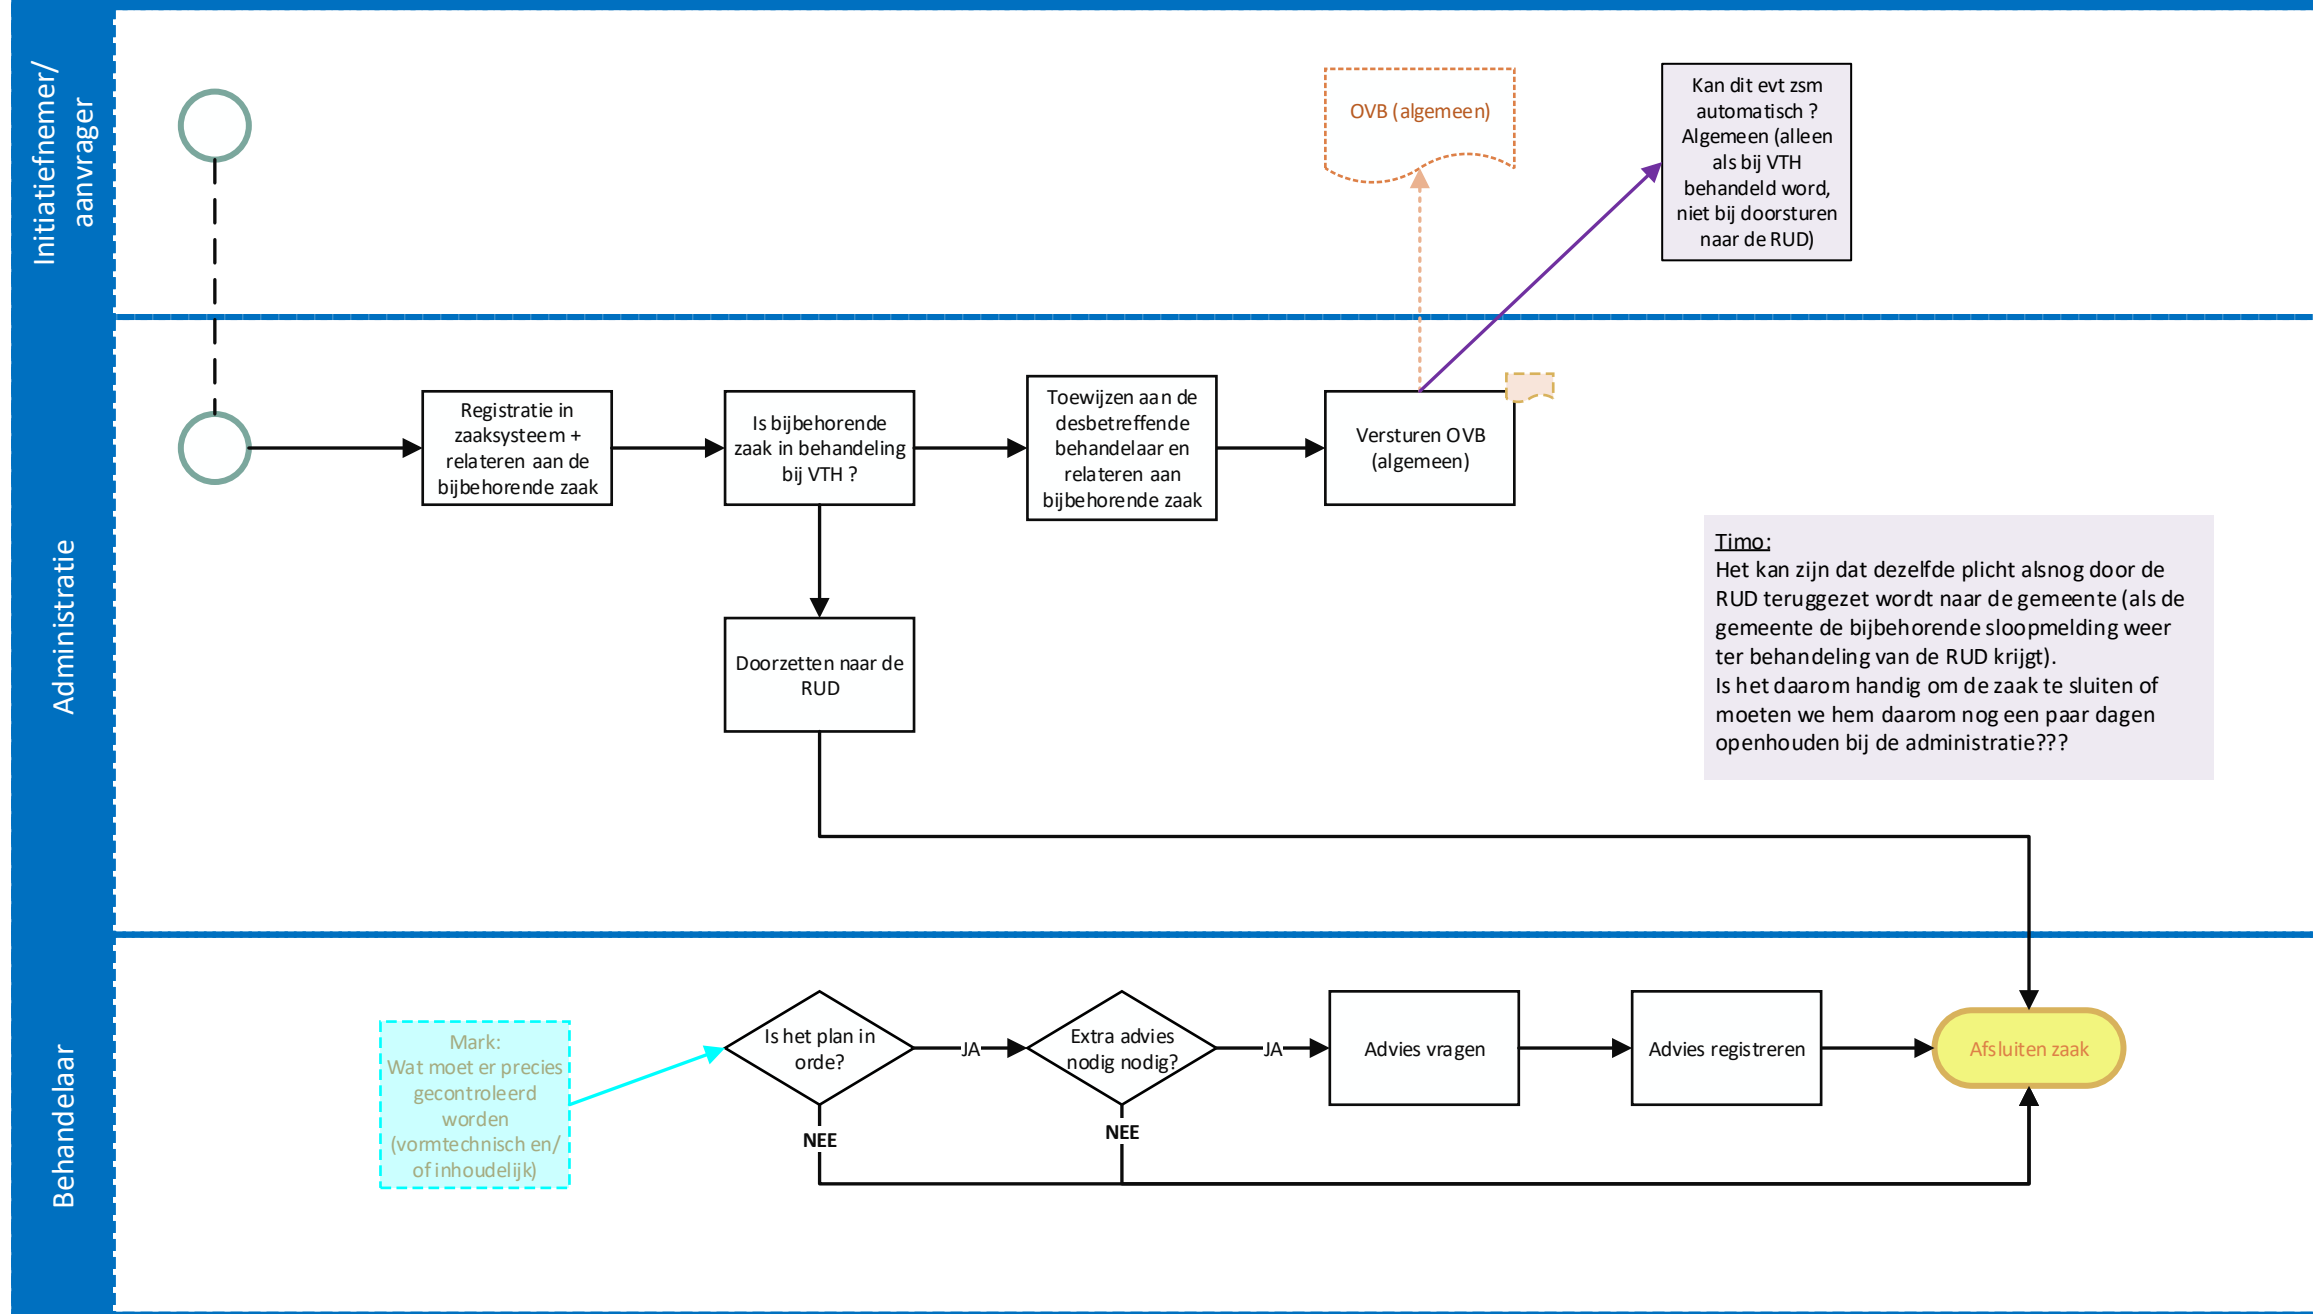 Initiatiefnemer/
aanvrager
OVB (algemeen)
Kan dit evt zsm
automatisch ?
Algemeen (alleen
als bij VTH
behandeld word,
niet bij doorsturen
naar de RUD)
Administratie
Registratie in
zaaksysteem +
relateren aan de
bijbehorende zaak
Is bijbehorende
zaak in behandeling
bij VTH ?
Toewijzen aan de
desbetreffende
behandelaar en
relateren aan
bijbehorende zaak
Versturen OVB
(algemeen)
Doorzetten naar de
RUD
Timo:
Het kan zijn dat dezelfde plicht alsnog door de
RUD teruggezet wordt naar de gemeente (als de
gemeente de bijbehorende sloopmelding weer
ter behandeling van de RUD krijgt).
Is het daarom handig om de zaak te sluiten of
moeten we hem daarom nog een paar dagen
openhouden bij de administratie???
Behandelaar
Mark:
Wat moet er precies
gecontroleerd
worden
(vormtechnisch en/
of inhoudelijk)
Is het plan in
orde?
JA
NEE
Extra advies
nodig nodig?
JA
NEE
Advies vragen
Advies registreren
Afsluiten zaak